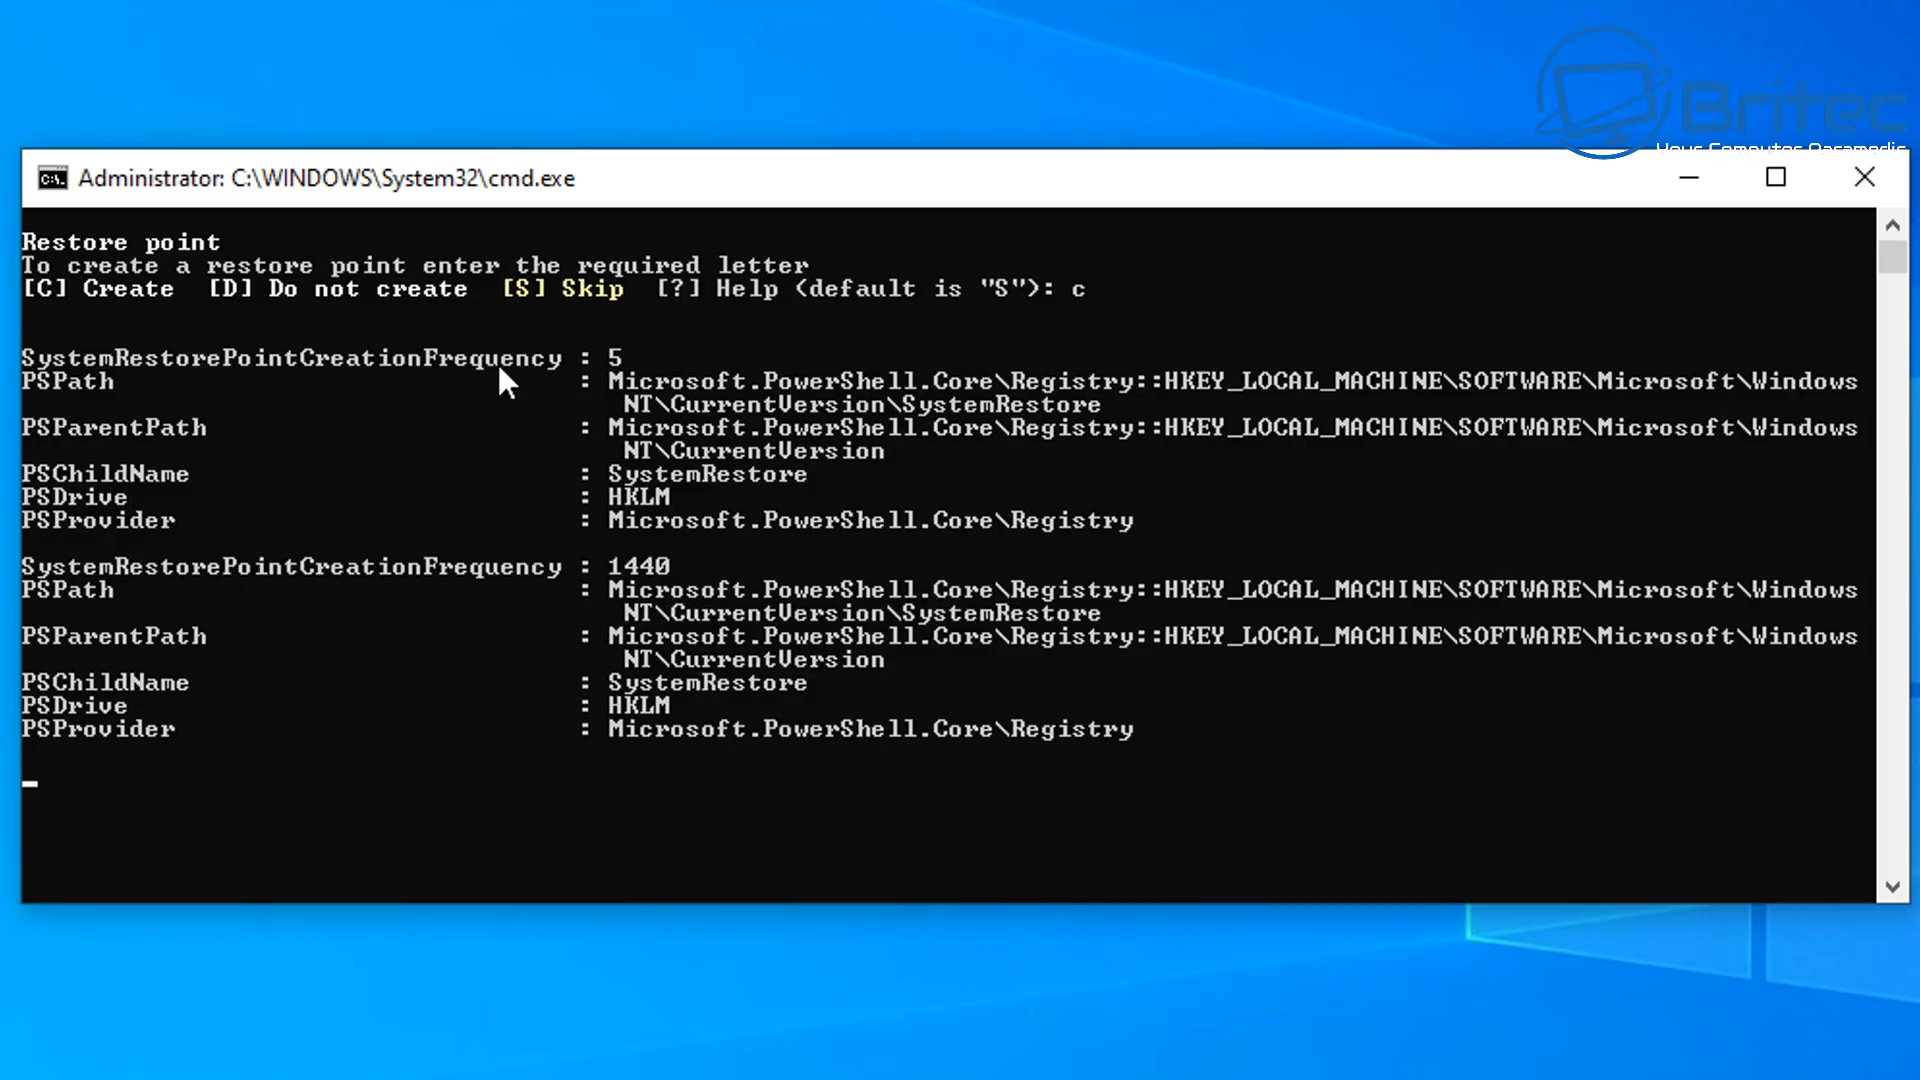 Britec
Your Computer Paramedic
Administrator: C:\WINDOWS\System32\cmd.exe
Restore point
To create a restore point enter the required letter
[C] Create  [D] Do not create  [S] Skip  [?] Help (default is "S"): c
SystemRestorePointCreationFrequency : 5
PSPath : Microsoft.PowerShell.Core\Registry::HKEY_LOCAL_MACHINE\SOFTWARE\Microsoft\Windows
NT\CurrentVersion\SystemRestore
PSParentPath : Microsoft.PowerShell.Core\Registry::HKEY_LOCAL_MACHINE\SOFTWARE\Microsoft\Windows
NT\CurrentVersion
PSChildName : SystemRestore
PSDrive : HKLM
PSProvider : Microsoft.PowerShell.Core\Registry
SystemRestorePointCreationFrequency : 1440
PSPath : Microsoft.PowerShell.Core\Registry::HKEY_LOCAL_MACHINE\SOFTWARE\Microsoft\Windows
NT\CurrentVersion\SystemRestore
PSParentPath : Microsoft.PowerShell.Core\Registry::HKEY_LOCAL_MACHINE\SOFTWARE\Microsoft\Windows
NT\CurrentVersion
PSChildName : SystemRestore
PSDrive : HKLM
PSProvider : Microsoft.PowerShell.Core\Registry